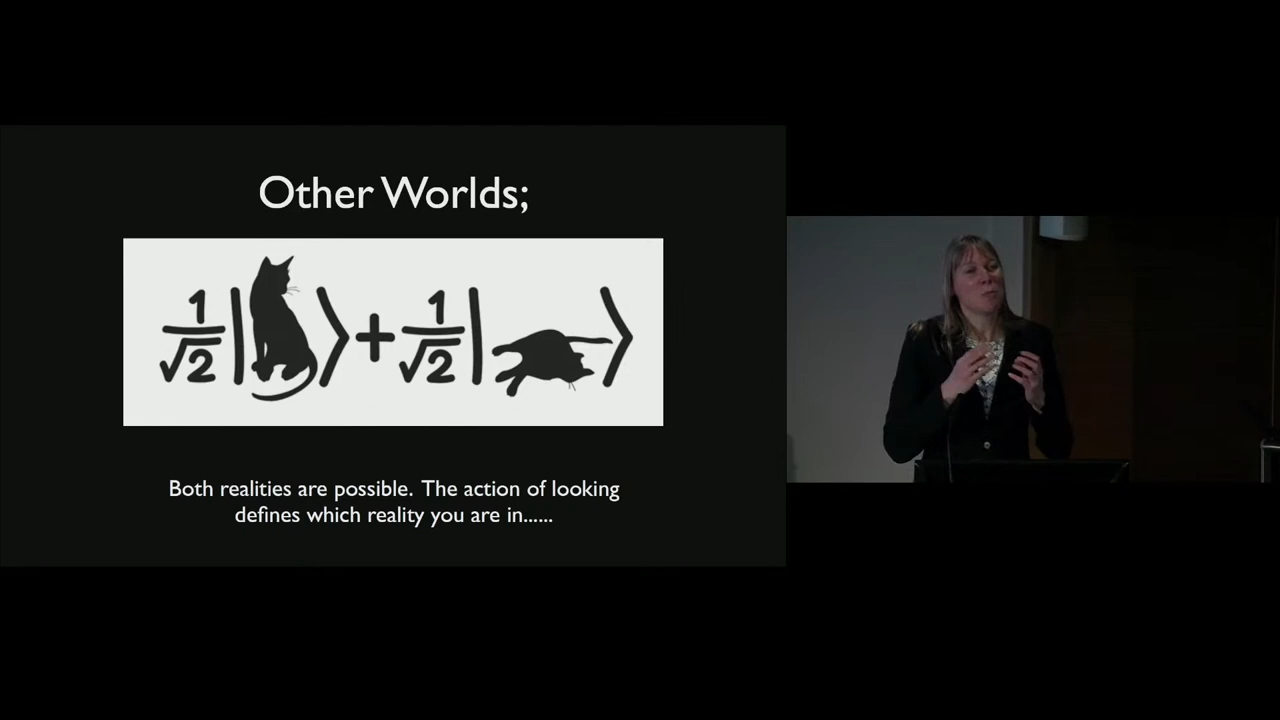 Other Worlds;
1/√2 | ⟩ + 1/√2 | ⟩
Both realities are possible. The action of looking
defines which reality you are in......